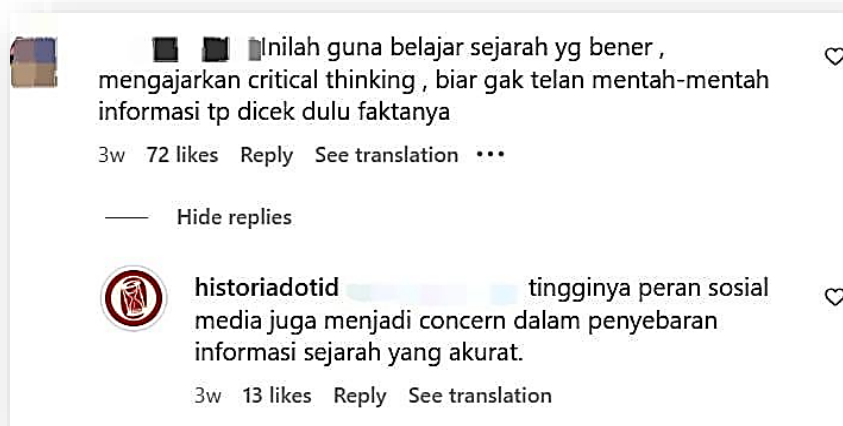 Inilah guna belajar sejarah yg bener ,
mengajarkan critical thinking , biar gak telan mentah-mentah
informasi tp dicek dulu faktanya
3w 72 likes Reply See translation •••
Hide replies
historiadotid tingginya peran sosial
media juga menjadi concern dalam penyebaran
informasi sejarah yang akurat.
3w 13 likes Reply See translation